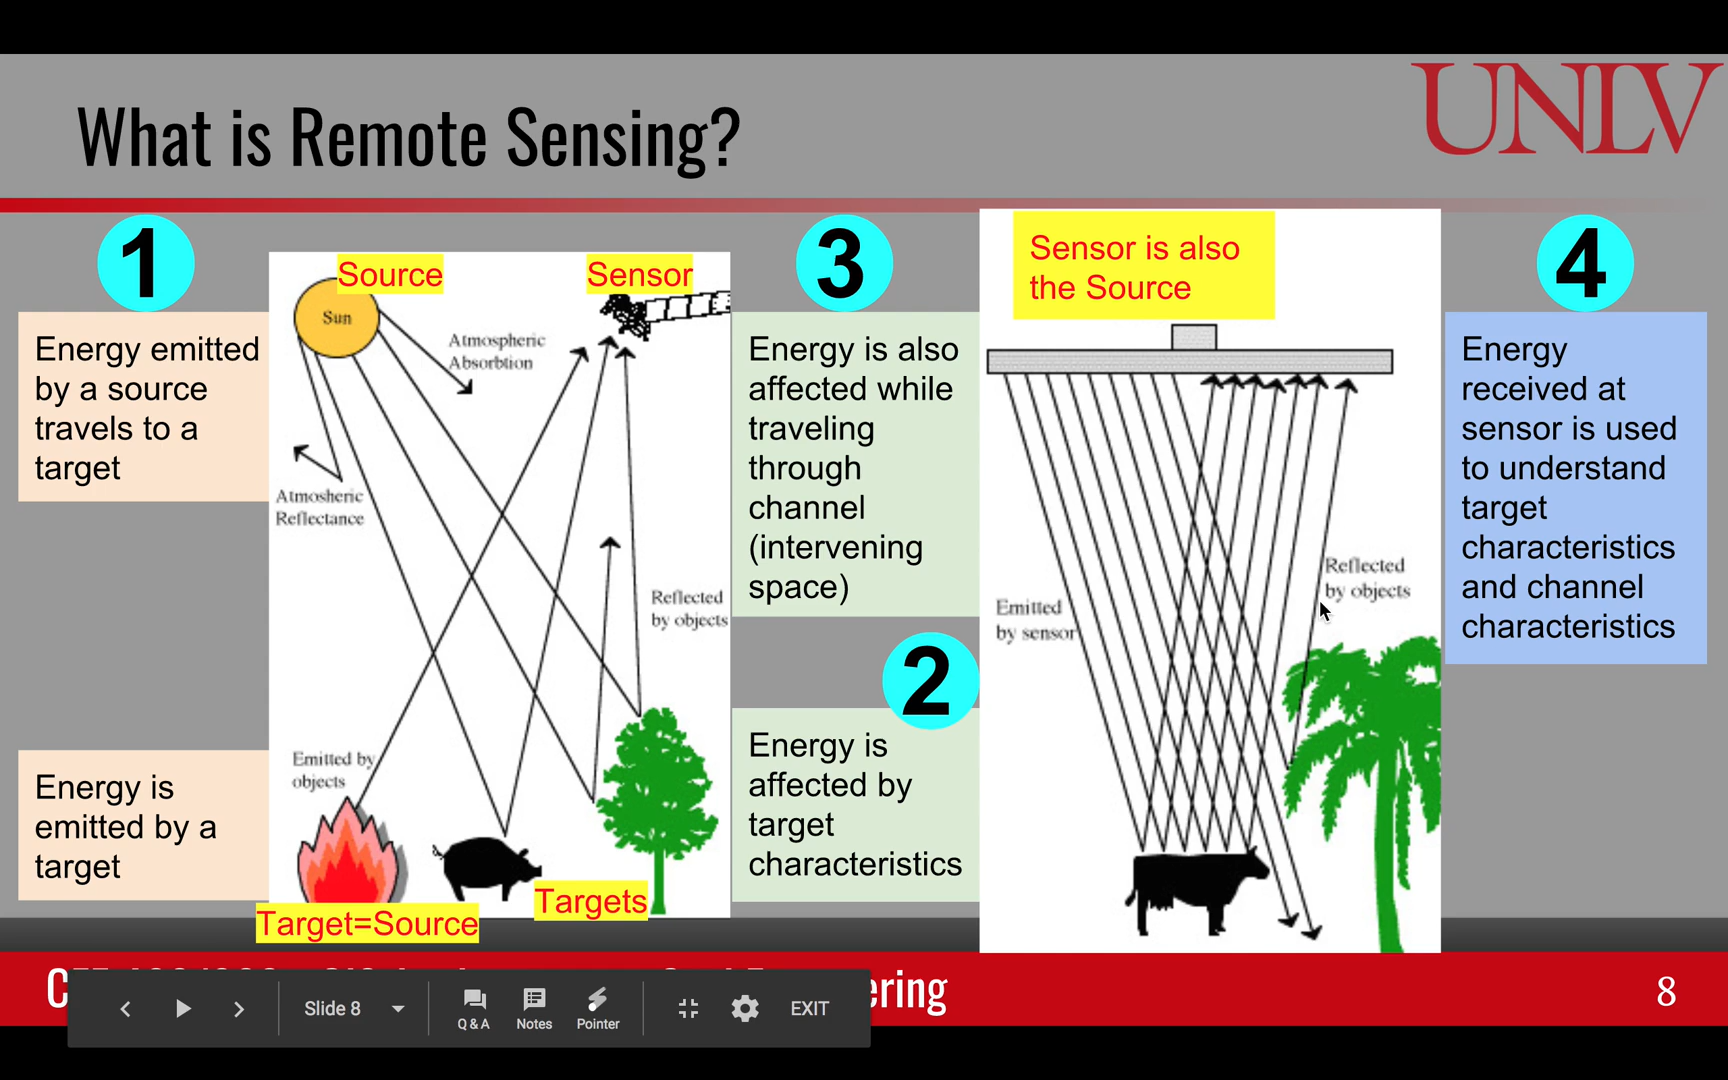 UNLV
What is Remote Sensing?
1
Energy emitted
by a source
travels to a
target
Energy is
emitted by a
target
Source
Sensor
Sun
Atmospheric
Absorbtion
Atmosheric
Reflectance
Reflected
by objects
Emitted by
objects
Target=Source
Targets
3
Energy is also
affected while
traveling
through
channel
(intervening
space)
2
Energy is
affected by
target
characteristics
Sensor is also
the Source
Emitted
by sensor
Reflected
by objects
4
Energy
received at
sensor is used
to understand
target
characteristics
and channel
characteristics
ering
8
Slide 8
Q & A
Notes
Pointer
EXIT